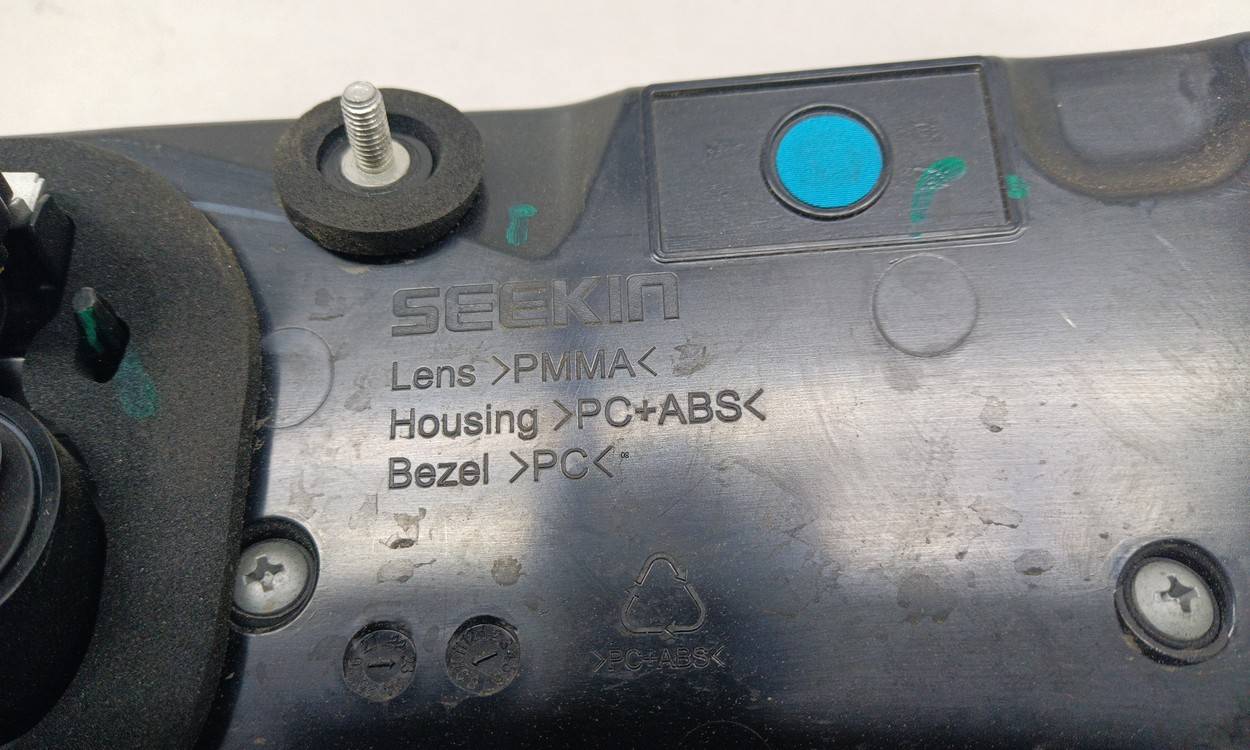 SEEKIN
Lens >PMMA<
Housing >PC+ABS<
Bezel >PC<
>PC+ABS<